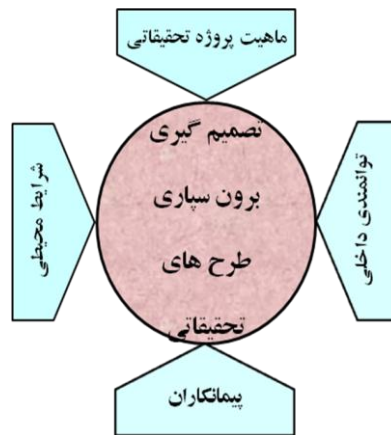 ماهیت پروژه تحقیقاتی
تصمیم گیری
برون سپاری
طرح های
تحقیقاتی
توانمندی داخلی
شرایط محیطی
پیمانکاران